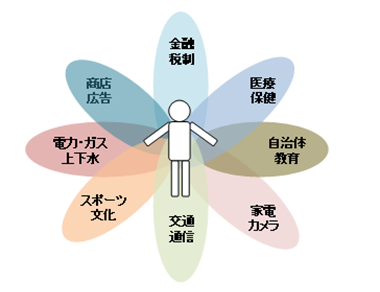 金融
税制
医療
保健
自治体
教育
家電
カメラ
交通
通信
スポーツ
文化
電力・ガス
上下水
商店
広告